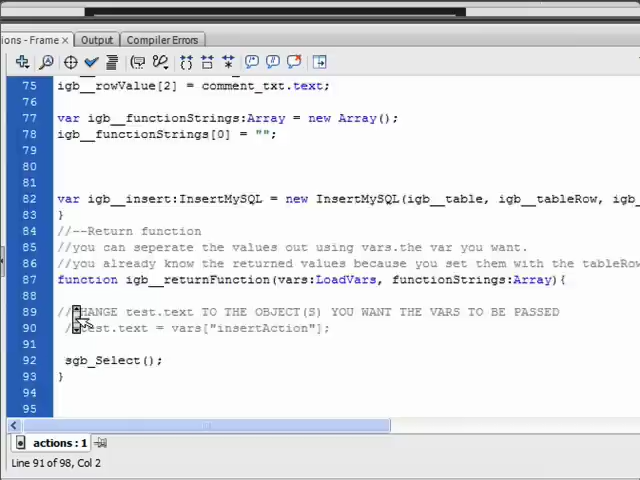 ons - Frame × Output Compiler Errors
75 igb__rowValue[2] = comment_txt.text;
76
77 var igb__functionStrings:Array = new Array();
78 igb__functionStrings[0] = "";
79
80
81
82 var igb__insert:InsertMySQL = new InsertMySQL(igb__table, igb__tableRow, ig
83 }
84 //--Return function
85 //you can seperate the values out using vars.the var you want.
86 //you already know the returned values because you set them with the tableRow
87 function igb__returnFunction(vars:LoadVars, functionStrings:Array){
88
89 //CHANGE test.text TO THE OBJECT(S) YOU WANT THE VARS TO BE PASSED
90 //test.text = vars["insertAction"];
91
92 sgb_Select();
93 }
94
95
actions : 1
Line 91 of 98, Col 2